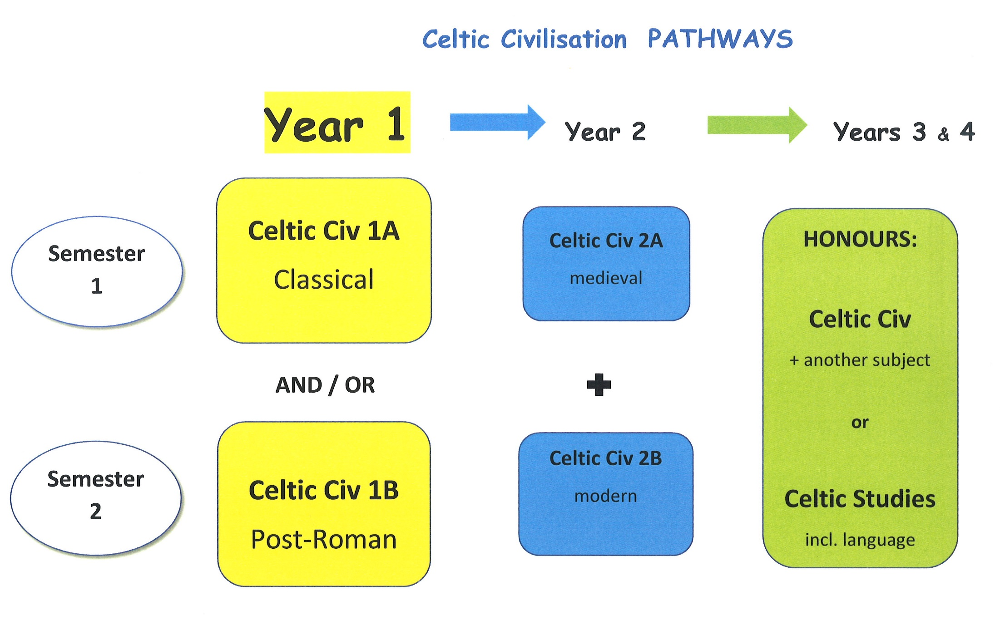 Celtic Civilisation PATHWAYS
Year 1
Year 2
Years 3 & 4
Semester
1
Celtic Civ 1A
Classical
Celtic Civ 2A
medieval
AND / OR
+
Semester
2
Celtic Civ 1B
Post-Roman
Celtic Civ 2B
modern
HONOURS:
Celtic Civ
+ another subject
or
Celtic Studies
incl. language